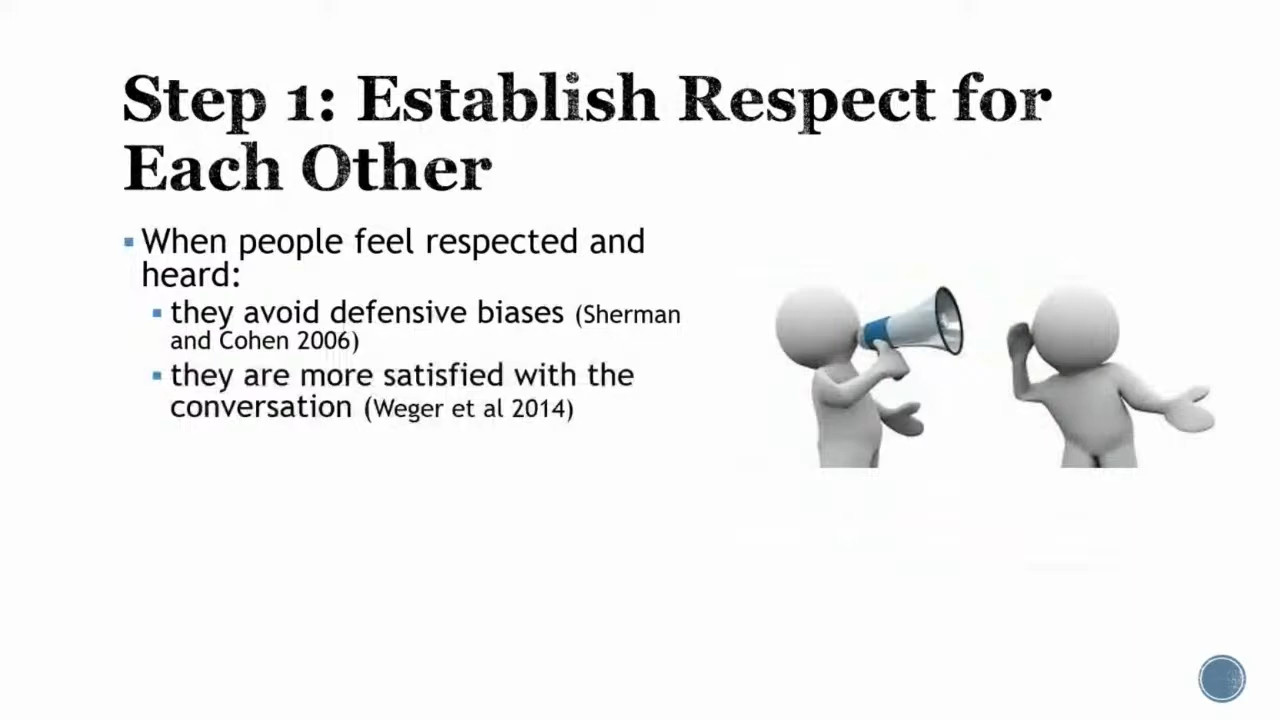 Step 1: Establish Respect for
Each Other
▪ When people feel respected and
heard:
▪ they avoid defensive biases (Sherman
and Cohen 2006)
▪ they are more satisfied with the
conversation (Weger et al 2014)